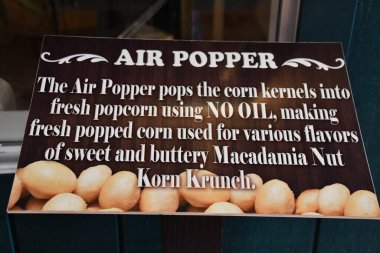 AIR POPPER
The Air Popper pops the corn kernels into
fresh popcorn using NO OIL, making
fresh popped corn used for various flavors
of sweet and buttery Macadamia Nut
Korn Krunch.